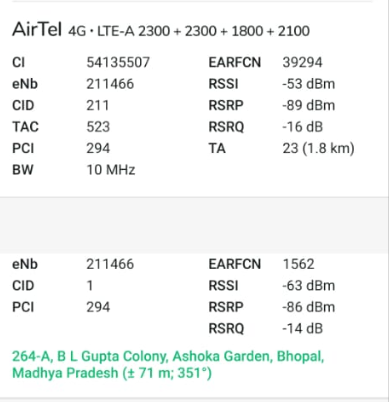 AirTel 4G · LTE-A 2300 + 2300 + 1800 + 2100
CI 54135507 EARFCN 39294
eNb 211466 RSSI -53 dBm
CID 211 RSRP -89 dBm
TAC 523 RSRQ -16 dB
PCI 294 TA 23 (1.8 km)
BW 10 MHz
eNb 211466 EARFCN 1562
CID 1 RSSI -63 dBm
PCI 294 RSRP -86 dBm
RSRQ -14 dB
264-A, B L Gupta Colony, Ashoka Garden, Bhopal,
Madhya Pradesh (± 71 m; 351°)